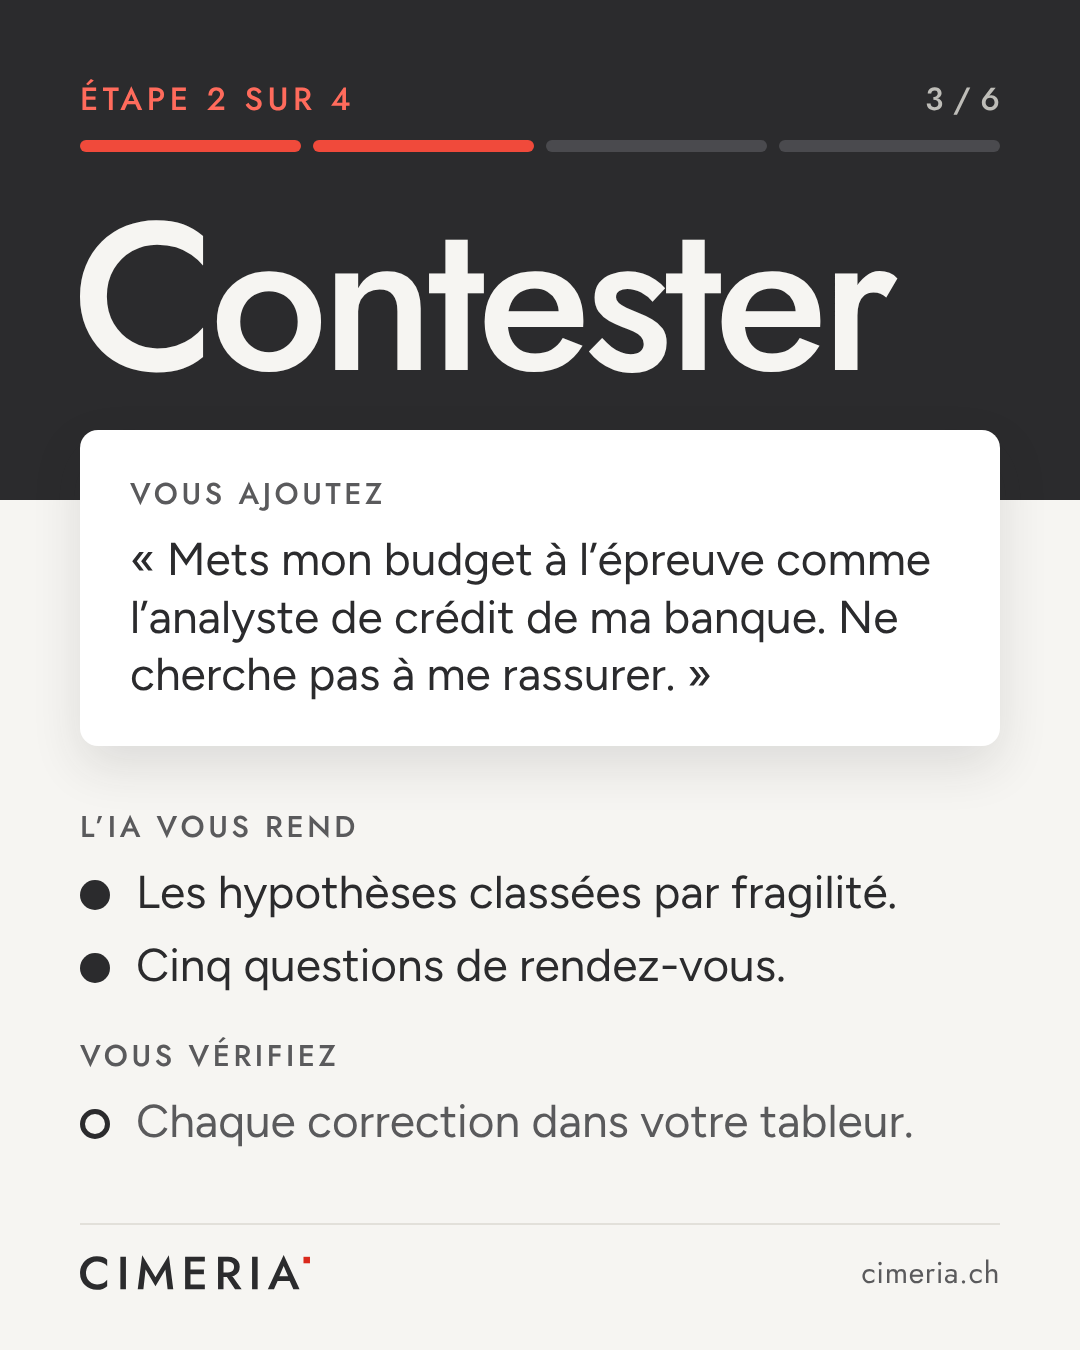 ÉTAPE 2 SUR 4
3 / 6
Contester
VOUS AJOUTEZ
« Mets mon budget à l’épreuve comme
l’analyste de crédit de ma banque. Ne
cherche pas à me rassurer. »
L’IA VOUS REND
Les hypothèses classées par fragilité.
Cinq questions de rendez-vous.
VOUS VÉRIFIEZ
Chaque correction dans votre tableur.
CIMERIA
cimeria.ch